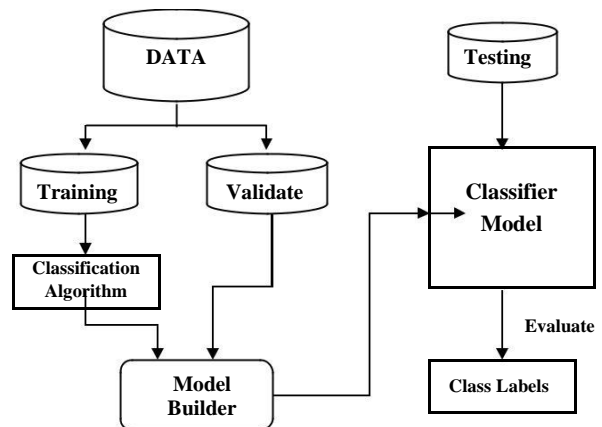 DATA
Testing
Training
Validate
Classifier
Model
Classification
Algorithm
Evaluate
Model
Builder
Class Labels